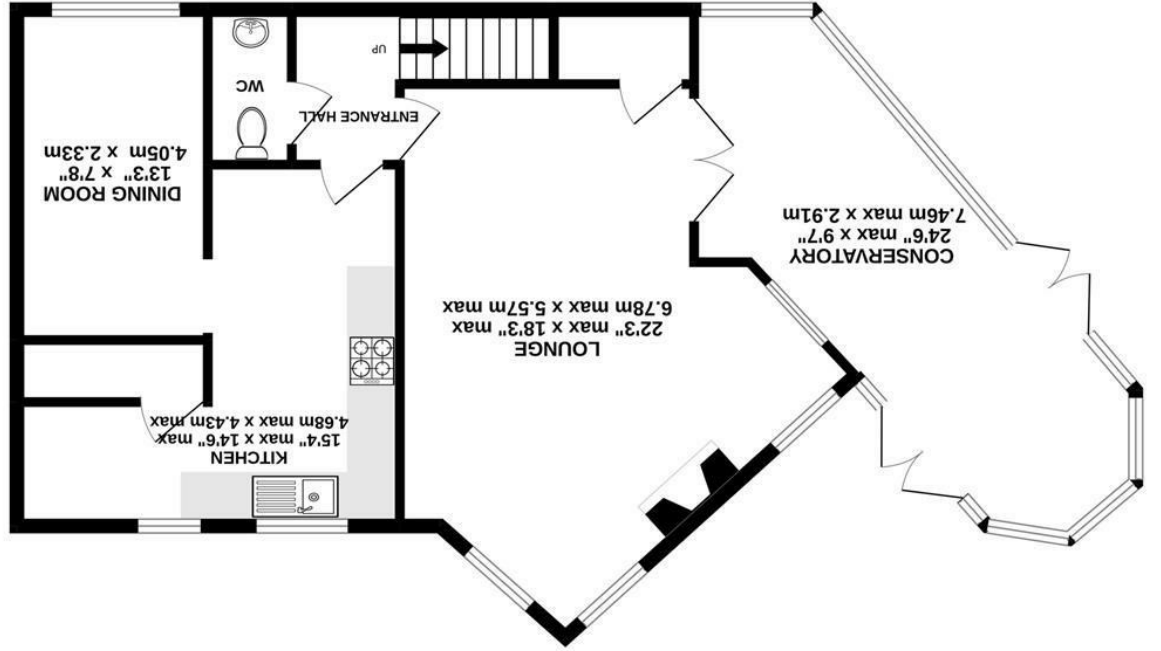 KITCHEN
15'4" max x 14'6" max
4.68m max x 4.43m max
LOUNGE
22'3" max x 18'3" max
6.78m max x 5.57m max
CONSERVATORY
24'6" max x 9'7"
7.46m max x 2.91m
DINING ROOM
13'3" x 7'8"
4.05m x 2.33m
ENTRANCE HALL
WC
UP